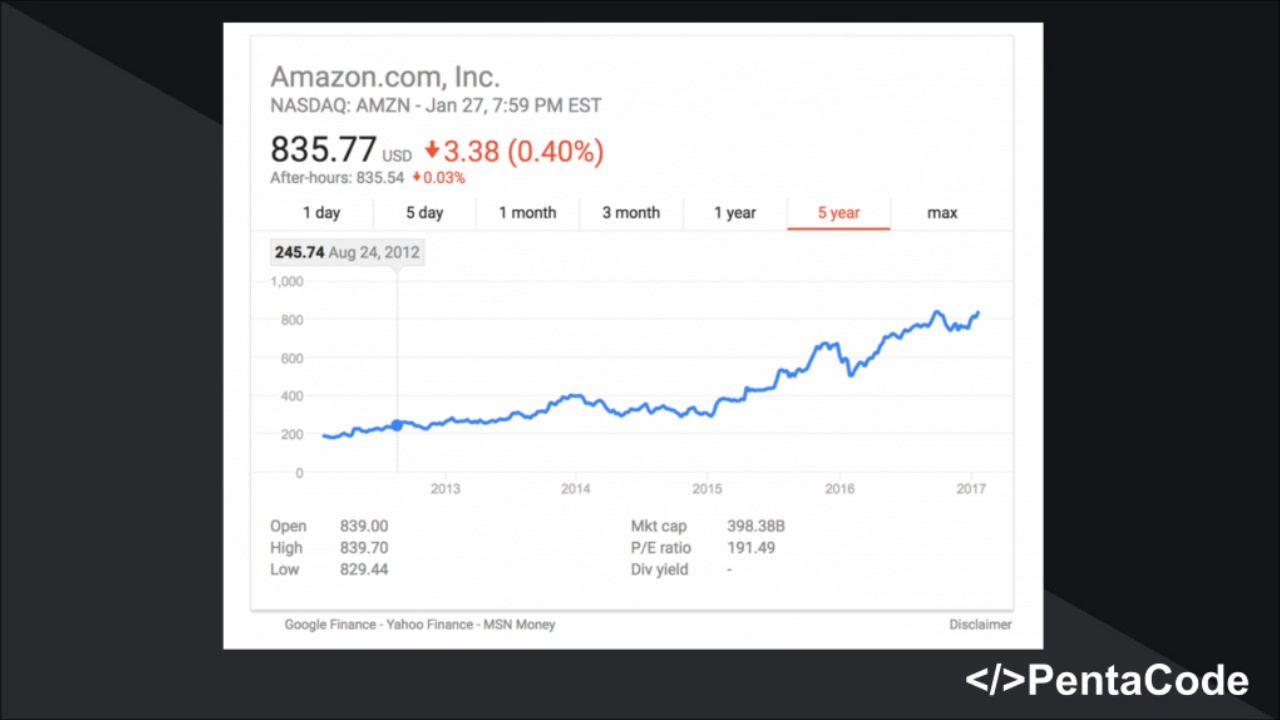 Amazon.com, Inc.
NASDAQ: AMZN - Jan 27, 7:59 PM EST
835.77 USD 3.38 (0.40%)
After-hours: 835.54 0.03%
1 day 5 day 1 month 3 month 1 year 5 year max
245.74 Aug 24, 2012
1,000
800
600
400
200
0
2013 2014 2015 2016 2017
Open 839.00 Mkt cap 398.38B
High 839.70 P/E ratio 191.49
Low 829.44 Div yield -
Google Finance - Yahoo Finance - MSN Money Disclaimer
</>PentaCode